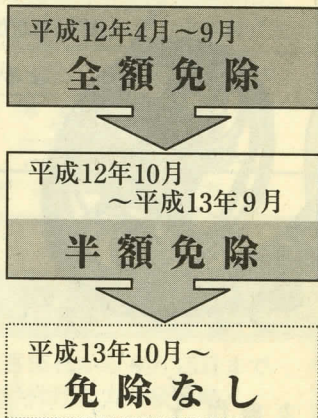 平成12年4月～9月
全額免除
平成12年10月
～平成13年9月
半額免除
平成13年10月～
免除なし